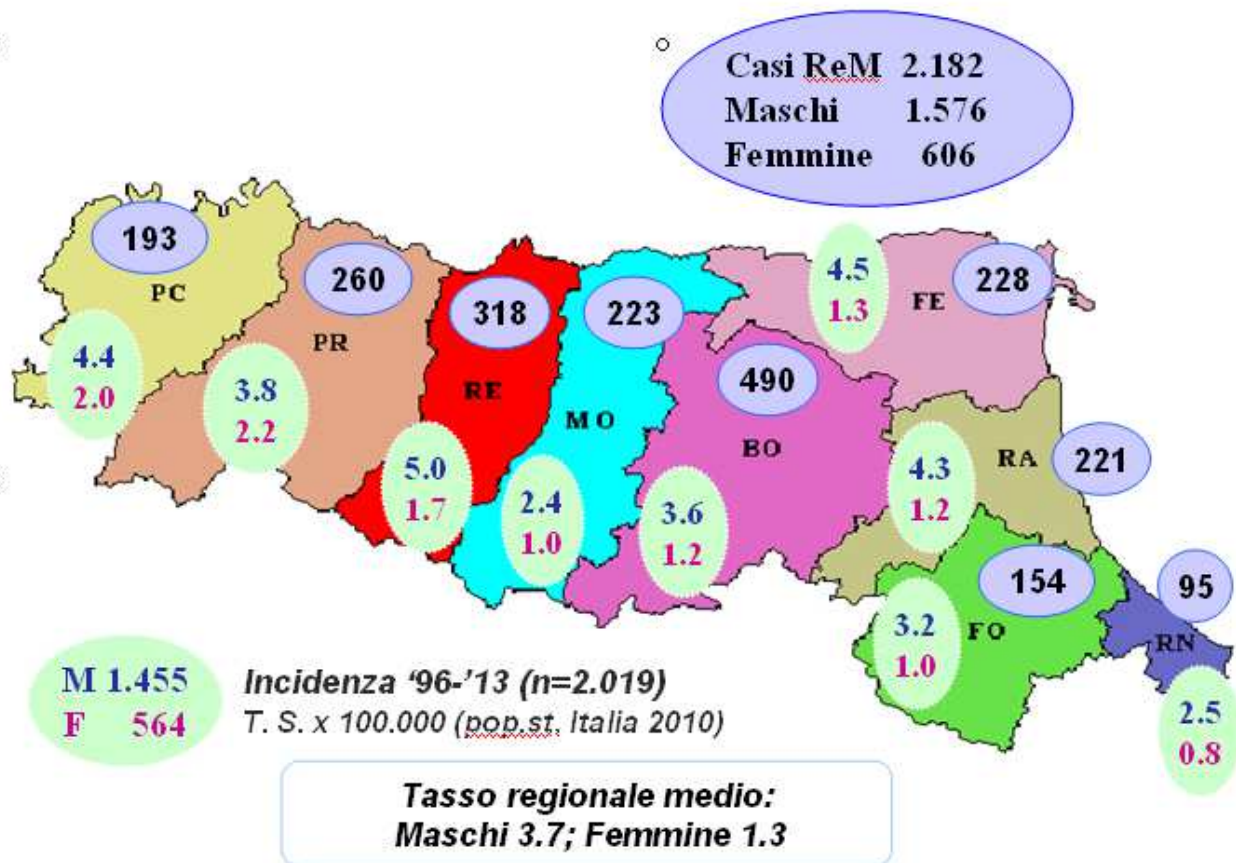 Casi ReM 2.182
Maschi 1.576
Femmine 606
193
PC
4.4
2.0
260
PR
3.8
2.2
318
RE
5.0
1.7
223
MO
2.4
1.0
490
BO
3.6
1.2
4.5
1.3
FE
228
4.3
1.2
RA
221
154
FO
3.2
1.0
95
RN
2.5
0.8
M 1.455
F 564
Incidenza ‘96-’13 (n=2.019)
T. S. x 100.000 (pop.st, Italia 2010)
Tasso regionale medio:
Maschi 3.7; Femmine 1.3